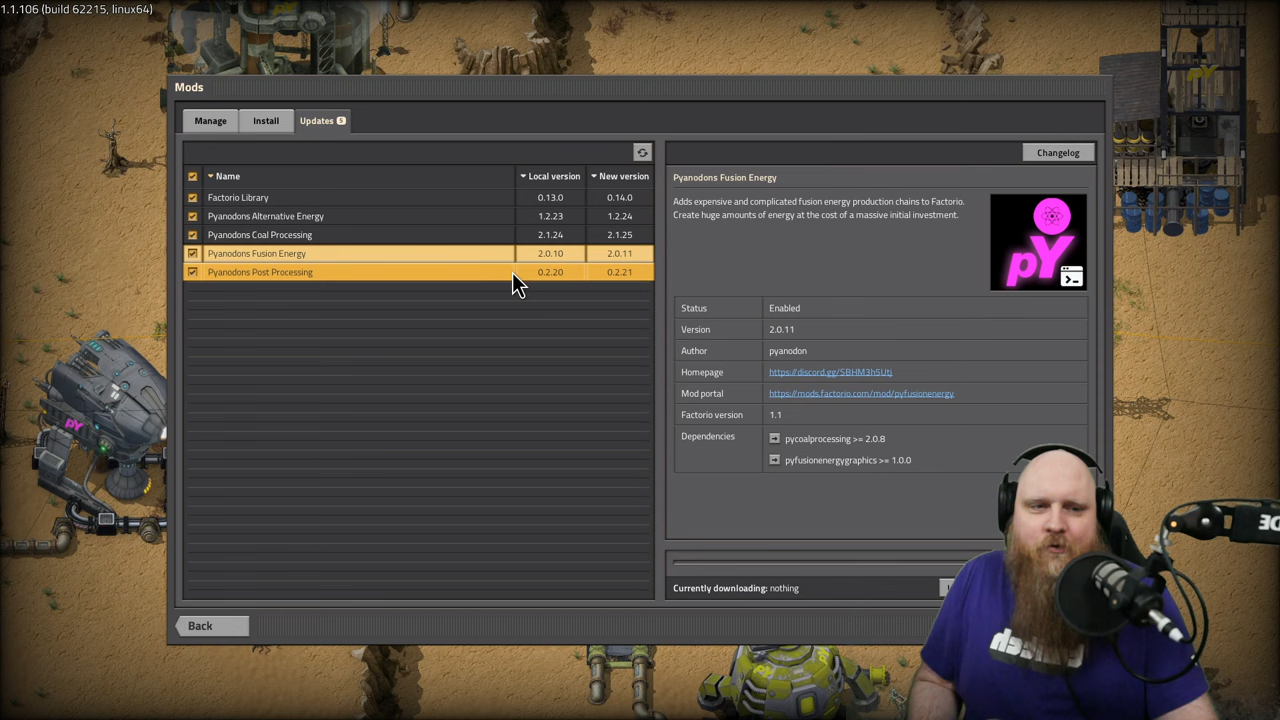 1.1.106 (build 62215, linux64)
Mods
Manage Install Updates 5
Changelog
Name Local version New version
Factorio Library 0.13.0 0.14.0
Pyanodons Alternative Energy 1.2.23 1.2.24
Pyanodons Coal Processing 2.1.24 2.1.25
Pyanodons Fusion Energy 2.0.10 2.0.11
Pyanodons Post Processing 0.2.20 0.2.21
Pyanodons Fusion Energy
Adds expensive and complicated fusion energy production chains to Factorio.
Create huge amounts of energy at the cost of a massive initial investment.
pY
Status Enabled
Version 2.0.11
Author pyanodon
Homepage https://discord.gg/SBHM3h5Utj
Mod portal https://mods.factorio.com/mod/pyfusionenergy
Factorio version 1.1
Dependencies pycoalprocessing >= 2.0.8
pyfusionenergygraphics >= 1.0.0
Currently downloading: nothing
Back
pY
pY